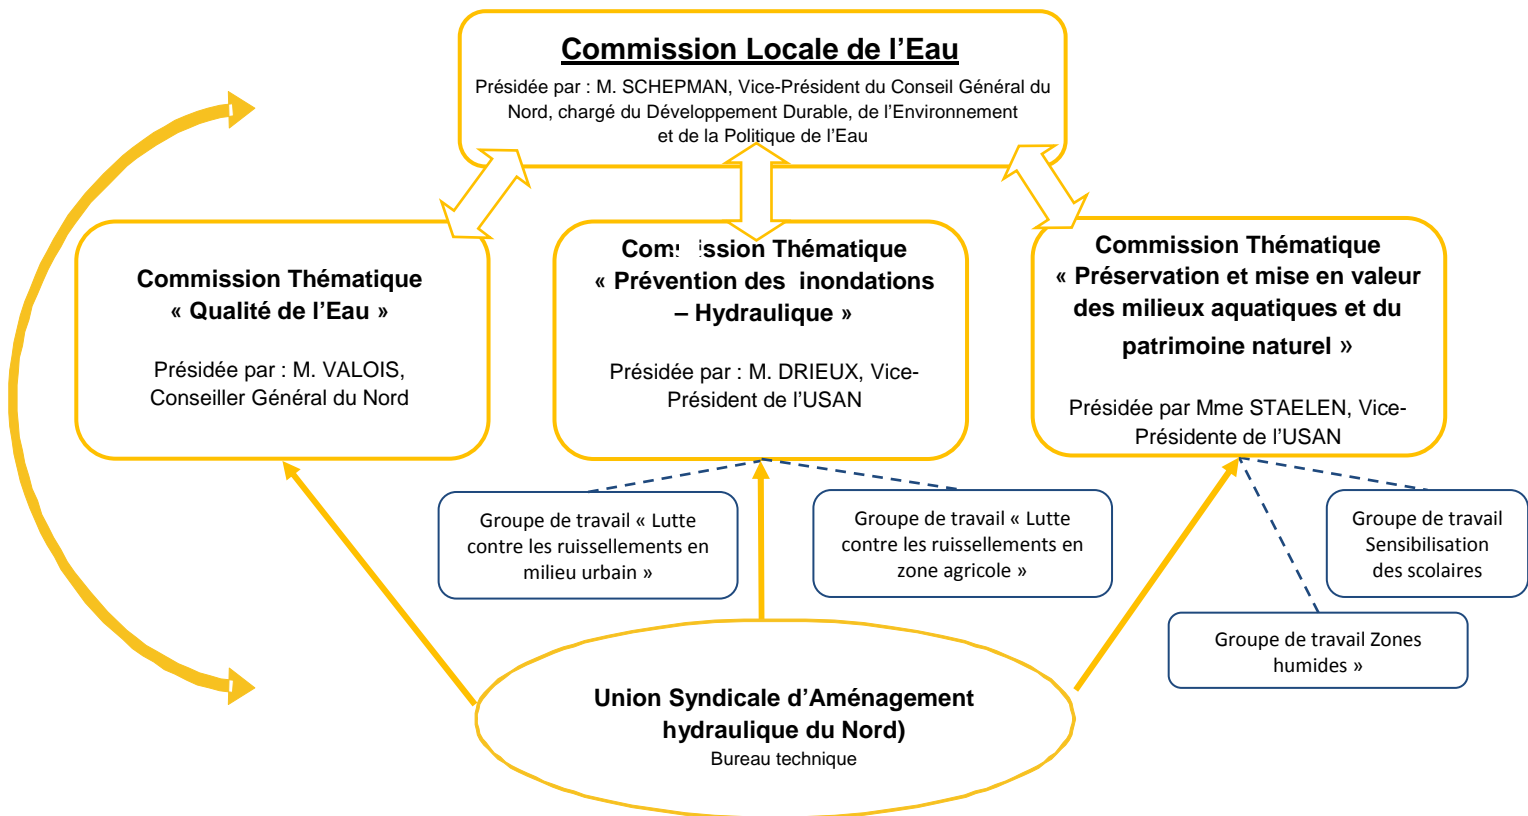 Commission Locale de l’Eau
Présidée par : M. SCHEPMAN, Vice-Président du Conseil Général du
Nord, chargé du Développement Durable, de l’Environnement
et de la Politique de l’Eau
Commission Thématique
« Qualité de l’Eau »
Présidée par : M. VALOIS,
Conseiller Général du Nord
Commission Thématique
« Prévention des inondations
– Hydraulique »
Présidée par : M. DRIEUX, Vice-
Président de l’USAN
Commission Thématique
« Préservation et mise en valeur
des milieux aquatiques et du
patrimoine naturel »
Présidée par Mme STAELEN, Vice-
Présidente de l’USAN
Groupe de travail « Lutte
contre les ruissellements en
milieu urbain »
Groupe de travail « Lutte
contre les ruissellements en
zone agricole »
Groupe de travail
Sensibilisation
des scolaires
Groupe de travail Zones
humides »
Union Syndicale d’Aménagement
hydraulique du Nord)
Bureau technique